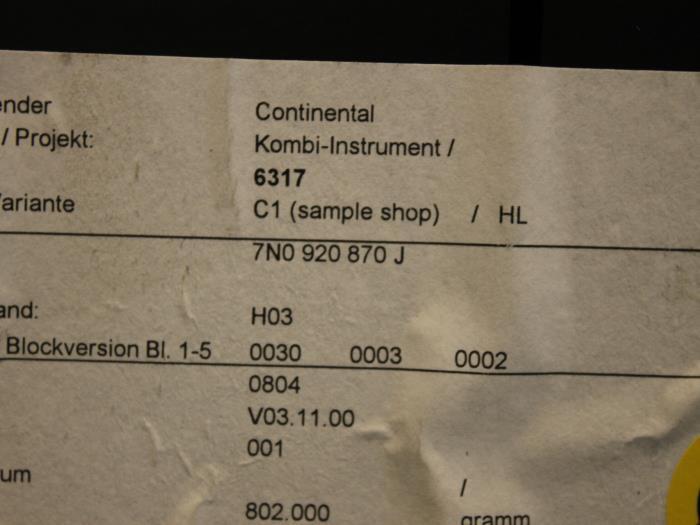 ender Continental
/ Projekt: Kombi-Instrument /
6317
ariante C1 (sample shop) / HL
7N0 920 870 J
and: H03
Blockversion Bl. 1-5 0030 0003 0002
0804
V03.11.00
001
um /
802.000 gramm